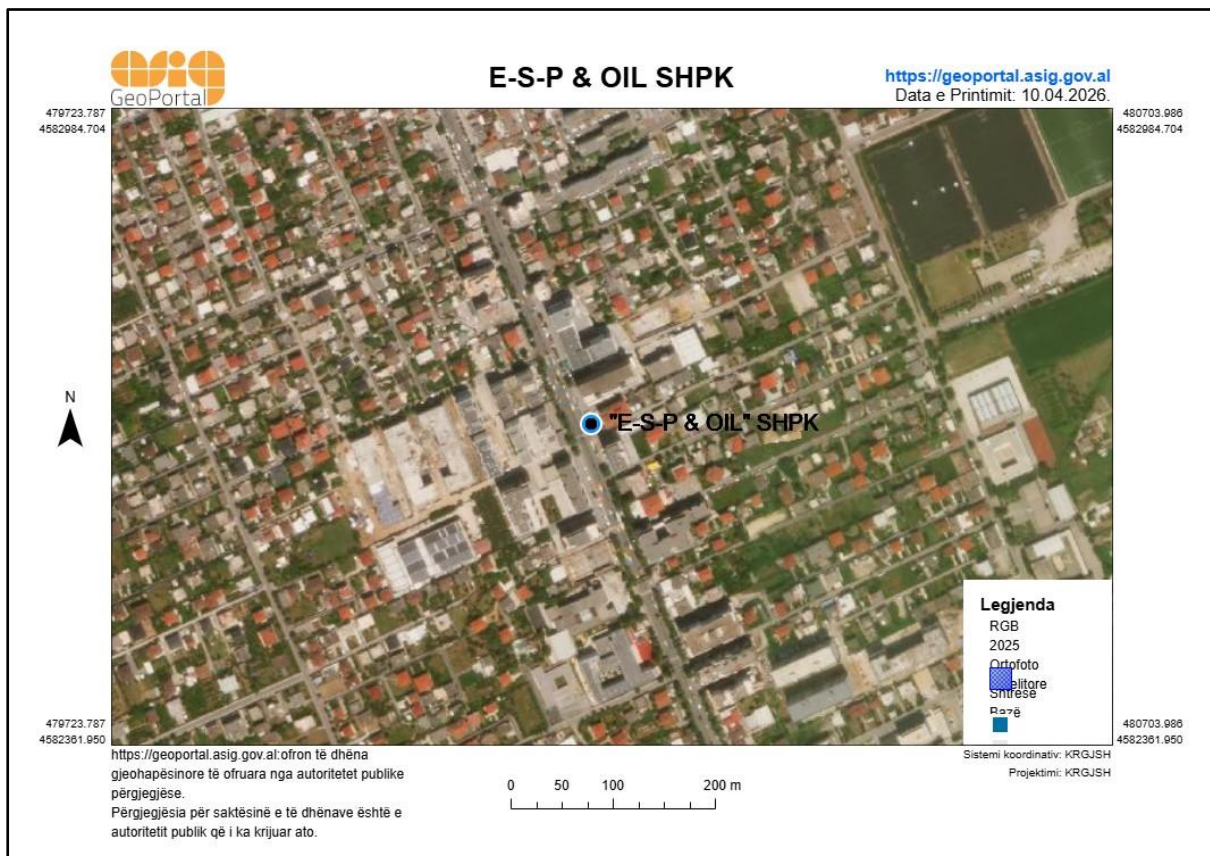 asig
GeoPortal
E-S-P & OIL SHPK
https://geoportal.asig.gov.al
Data e Printimit: 10.04.2026.
479723.787
4582984.704
480703.986
4582984.704
N
"E-S-P & OIL" SHPK
Legjenda
RGB
2025
Ortofoto
Shtresë
Bazë
479723.787
4582361.950
480703.986
4582361.950
https://geoportal.asig.gov.al:ofron të dhëna
gjeohapësinore të ofruara nga autoritetet publike
përgjegjëse.
Përgjegjësia për saktësinë e të dhënave është e
autoritetit publik që i ka krijuar ato.
0 50 100 200 m
Sistemi koordinativ: KRGJSH
Projektimi: KRGJSH